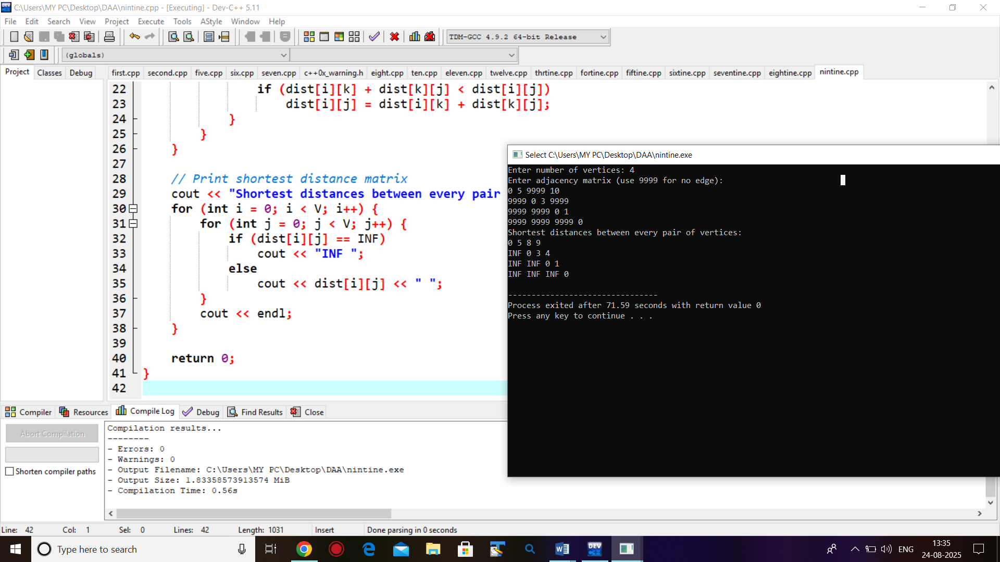 C:\Users\MY PC\Desktop\DAA\nintine.cpp - [Executing] - Dev-C++ 5.11
File Edit Search View Project Execute Tools AStyle Window Help
TDM-GCC 4.9.2 64-bit Release
(globals)
Project Classes Debug
first.cpp second.cpp five.cpp six.cpp seven.cpp c++0x_warning.h eight.cpp ten.cpp eleven.cpp twelve.cpp thrtine.cpp fortine.cpp fiftine.cpp sixtine.cpp seventine.cpp eightine.cpp nintine.cpp
22 if (dist[i][k] + dist[k][j] < dist[i][j])
23 dist[i][j] = dist[i][k] + dist[k][j];
24 }
25 }
26 }
27
28 // Print shortest distance matrix
29 cout << "Shortest distances between every pair
30 for (int i = 0; i < V; i++) {
31 for (int j = 0; j < V; j++) {
32 if (dist[i][j] == INF)
33 cout << "INF ";
34 else
35 cout << dist[i][j] << " ";
36 }
37 cout << endl;
38 }
39
40 return 0;
41 }
42
Select C:\Users\MY PC\Desktop\DAA\nintine.exe
Enter number of vertices: 4
Enter adjacency matrix (use 9999 for no edge):
0 5 9999 10
9999 0 3 9999
9999 9999 0 1
9999 9999 9999 0
Shortest distances between every pair of vertices:
0 5 8 9
INF 0 3 4
INF INF 0 1
INF INF INF 0
--------------------------------
Process exited after 71.59 seconds with return value 0
Press any key to continue . . .
Compiler Resources Compile Log Debug Find Results Close
Abort Compilation
Shorten compiler paths
Compilation results...
--------
- Errors: 0
- Warnings: 0
- Output Filename: C:\Users\MY PC\Desktop\DAA\nintine.exe
- Output Size: 1.83358573913574 MiB
- Compilation Time: 0.56s
Line: 42 Col: 1 Sel: 0 Lines: 42 Length: 1031 Insert Done parsing in 0 seconds
Type here to search
DEV C++
ENG
13:35
24-08-2025